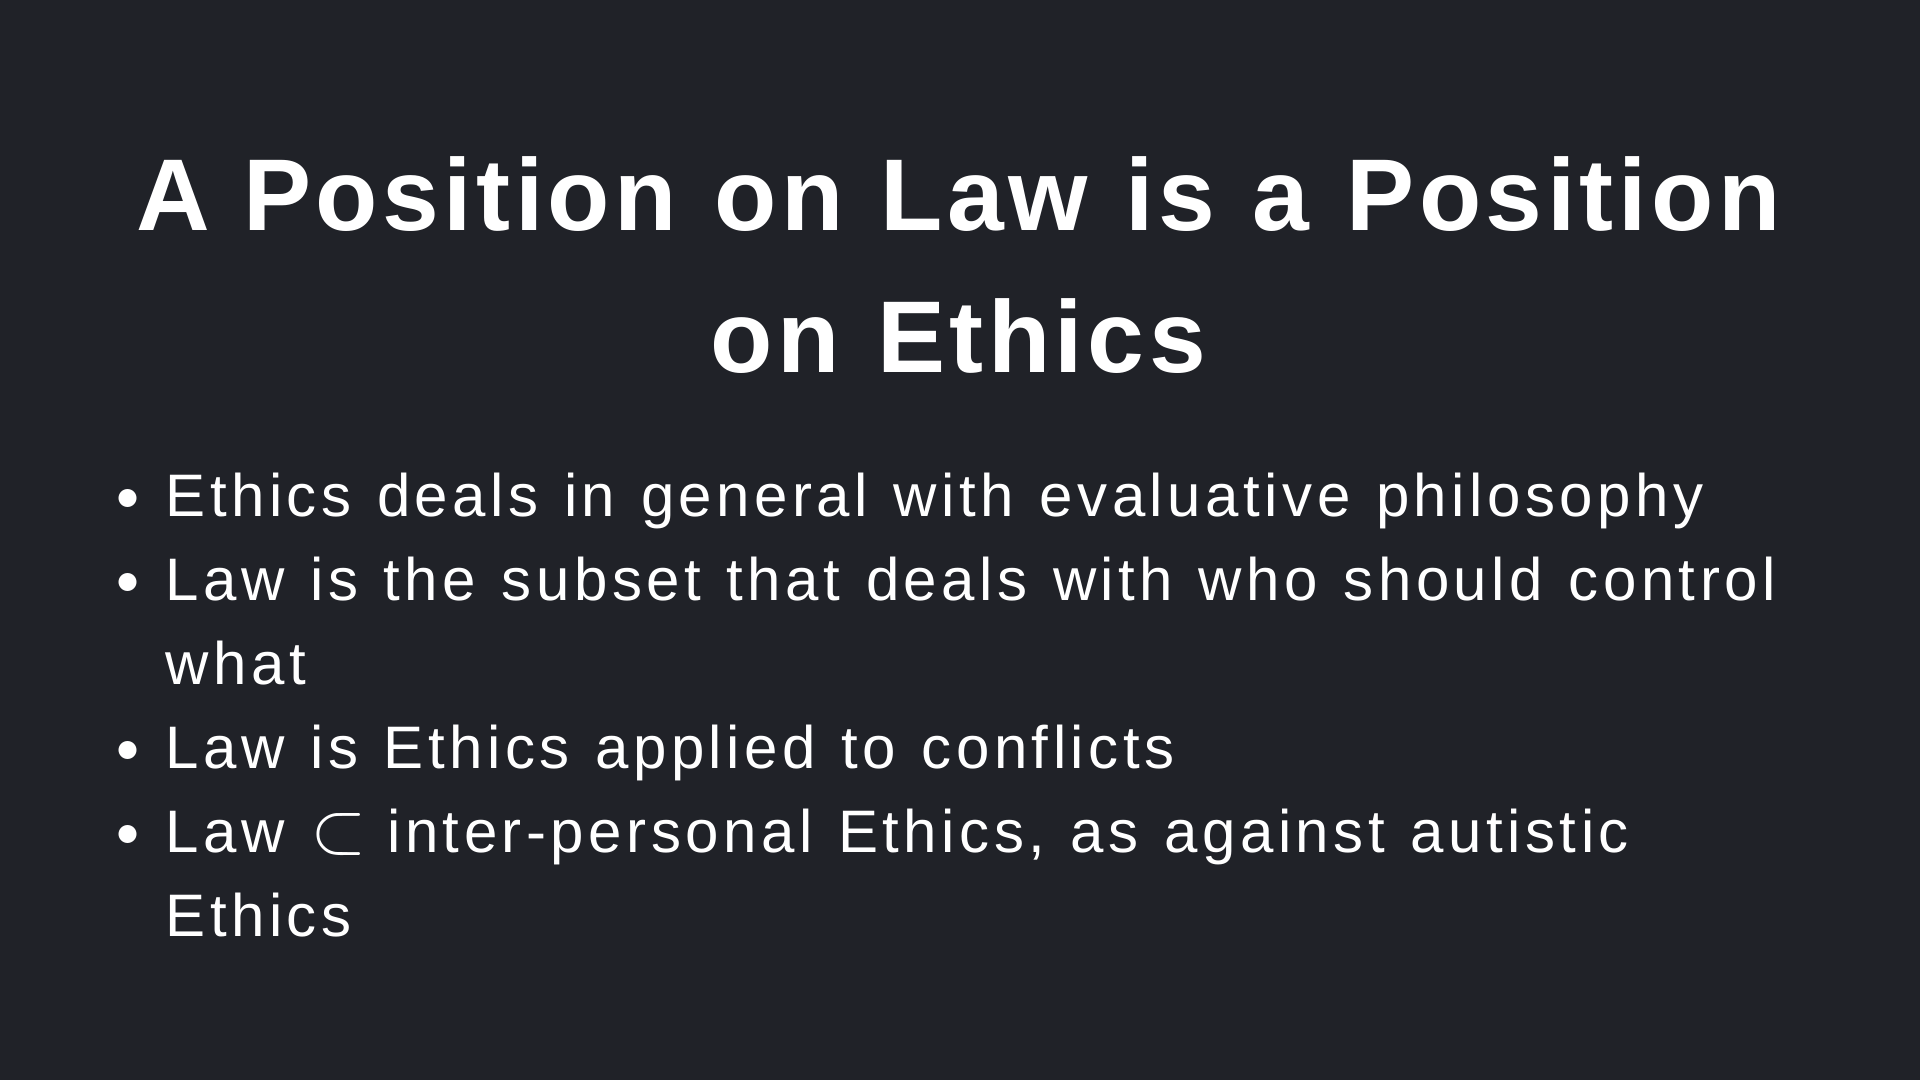 A Position on Law is a Position
on Ethics
• Ethics deals in general with evaluative philosophy
• Law is the subset that deals with who should control
what
• Law is Ethics applied to conflicts
• Law ⊂ inter-personal Ethics, as against autistic
Ethics